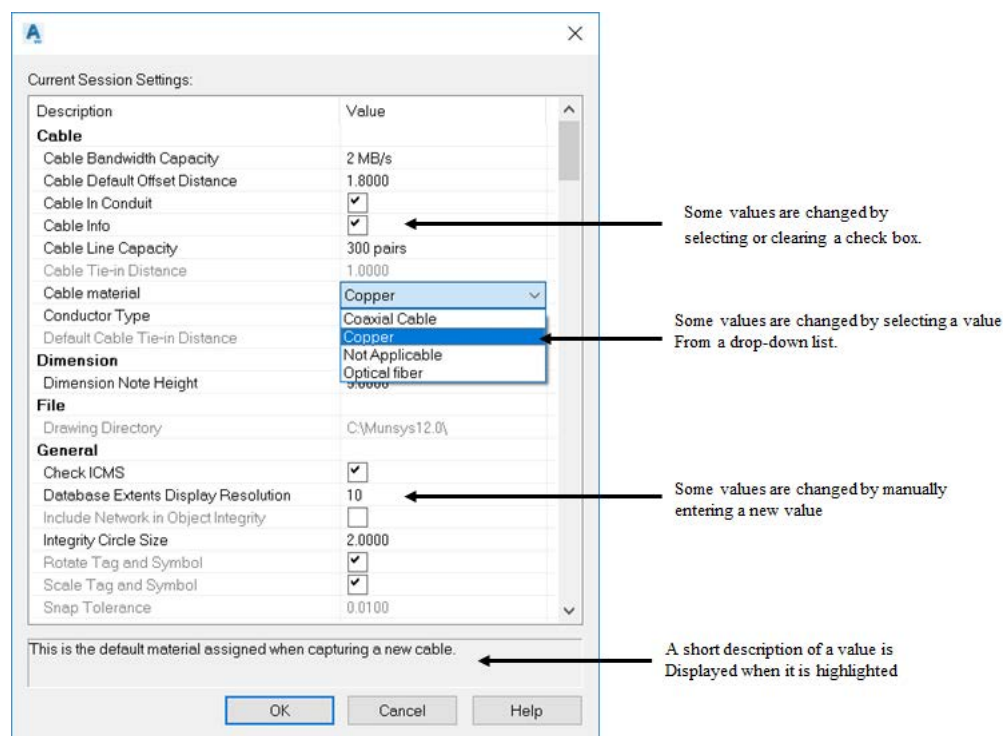 Current Session Settings:
Description Value
Cable
Cable Bandwidth Capacity 2 MB/s
Cable Default Offset Distance 1.8000
Cable In Conduit
Cable Info
Cable Line Capacity 300 pairs
Cable Tie-in Distance 1.0000
Cable material Copper
Conductor Type
Default Cable Tie-in Distance
Coaxial Cable
Copper
Not Applicable
Optical fiber
Dimension
Dimension Note Height
File
Drawing Directory C:\Munsys12.0\
General
Check ICMS
Database Extents Display Resolution 10
Include Network in Object Integrity
Integrity Circle Size 2.0000
Rotate Tag and Symbol
Scale Tag and Symbol
Snap Tolerance 0.0100
This is the default material assigned when capturing a new cable.
OK Cancel Help
Some values are changed by
selecting or clearing a check box.
Some values are changed by selecting a value
From a drop-down list.
Some values are changed by manually
entering a new value
A short description of a value is
Displayed when it is highlighted